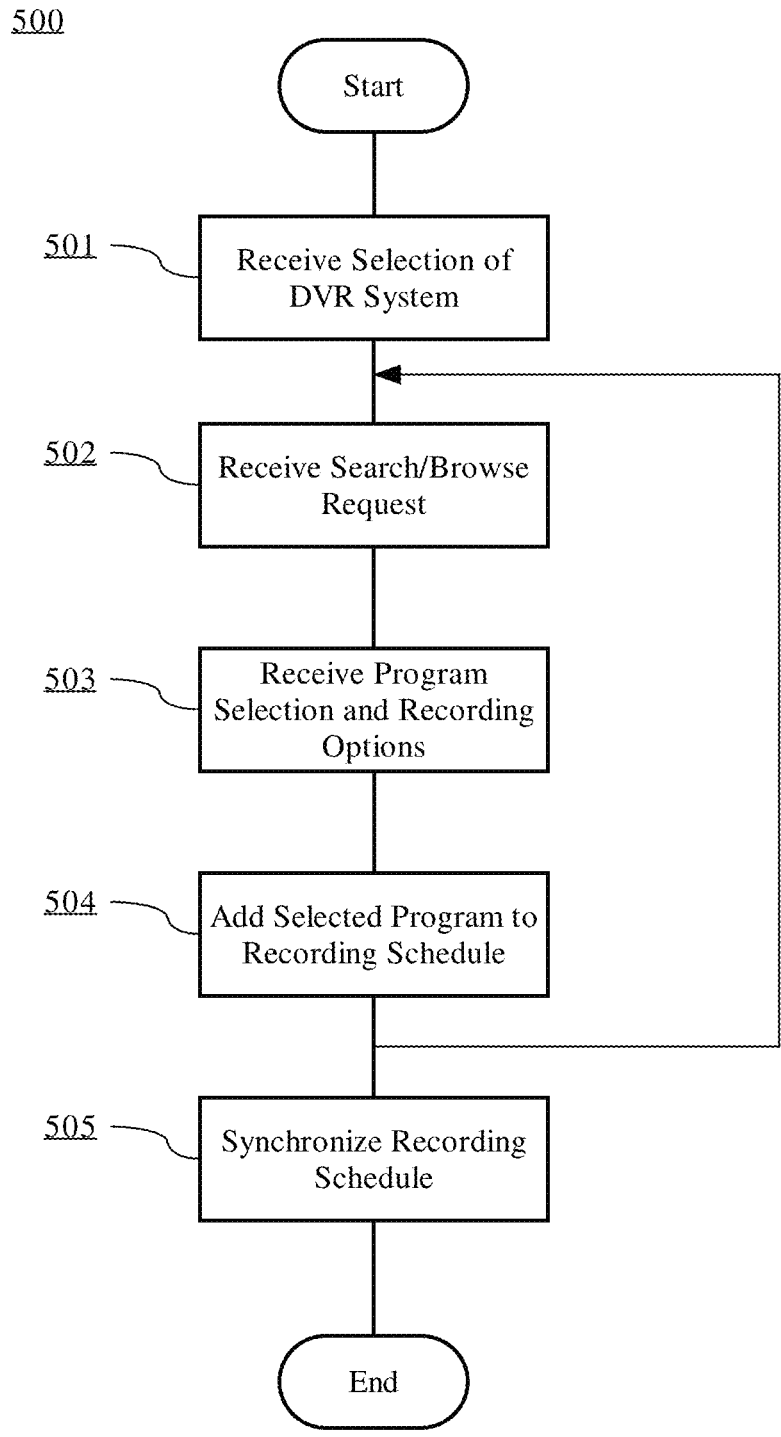 500
Start
501
Receive Selection of
DVR System
502
Receive Search/Browse
Request
503
Receive Program
Selection and Recording
Options
504
Add Selected Program to
Recording Schedule
505
Synchronize Recording
Schedule
End